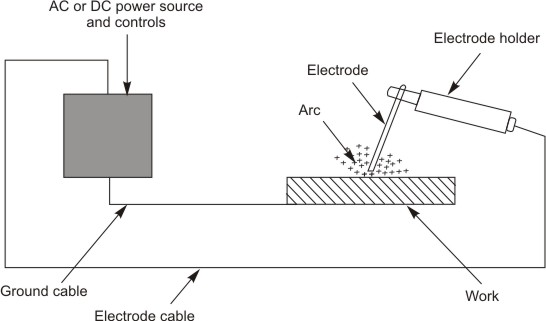 AC or DC power source
and controls
Electrode holder
Electrode
Arc
Ground cable
Electrode cable
Work